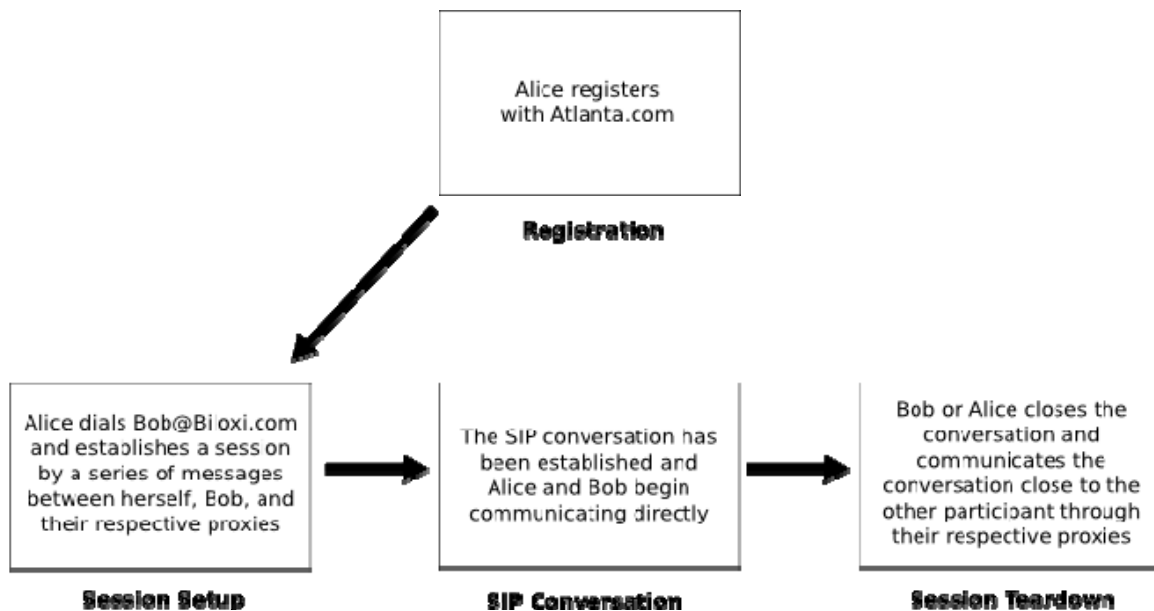 Alice registers
with Atlanta.com
Registration
Alice dials Bob@Biloxi.com
and establishes a session
by a series of messages
between herself, Bob, and
their respective proxies
Session Setup
The SIP conversation has
been established and
Alice and Bob begin
communicating directly
SIP Conversation
Bob or Alice closes the
conversation and
communicates the
conversation close to the
other participant through
their respective proxies
Session Teardown